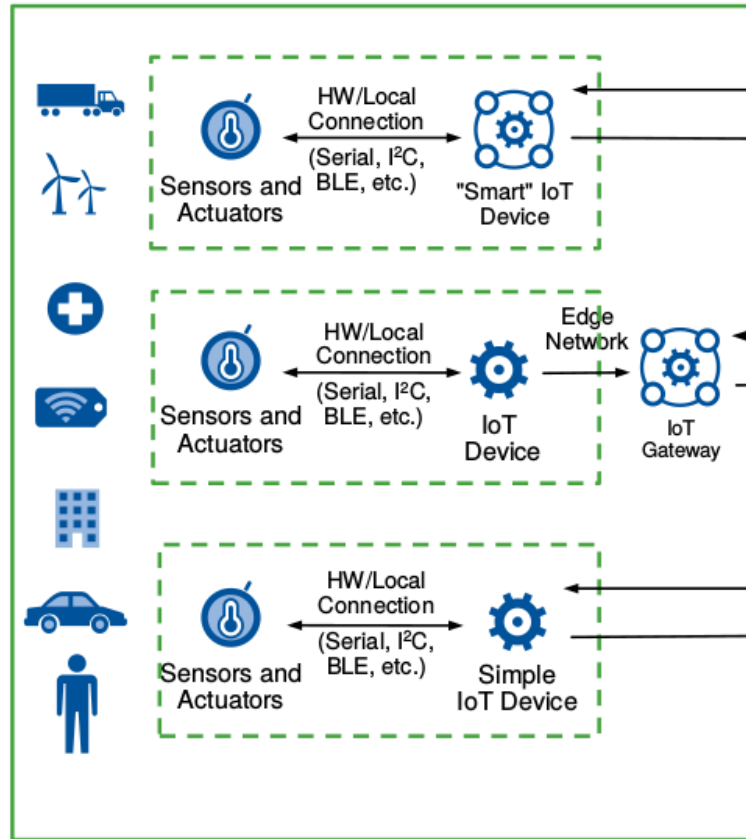 HW/Local
Connection
(Serial, I²C,
BLE, etc.)
Sensors and
Actuators
"Smart" IoT
Device
HW/Local
Connection
(Serial, I²C,
BLE, etc.)
Sensors and
Actuators
IoT
Device
Edge
Network
IoT
Gateway
HW/Local
Connection
(Serial, I²C,
BLE, etc.)
Sensors and
Actuators
Simple
IoT Device